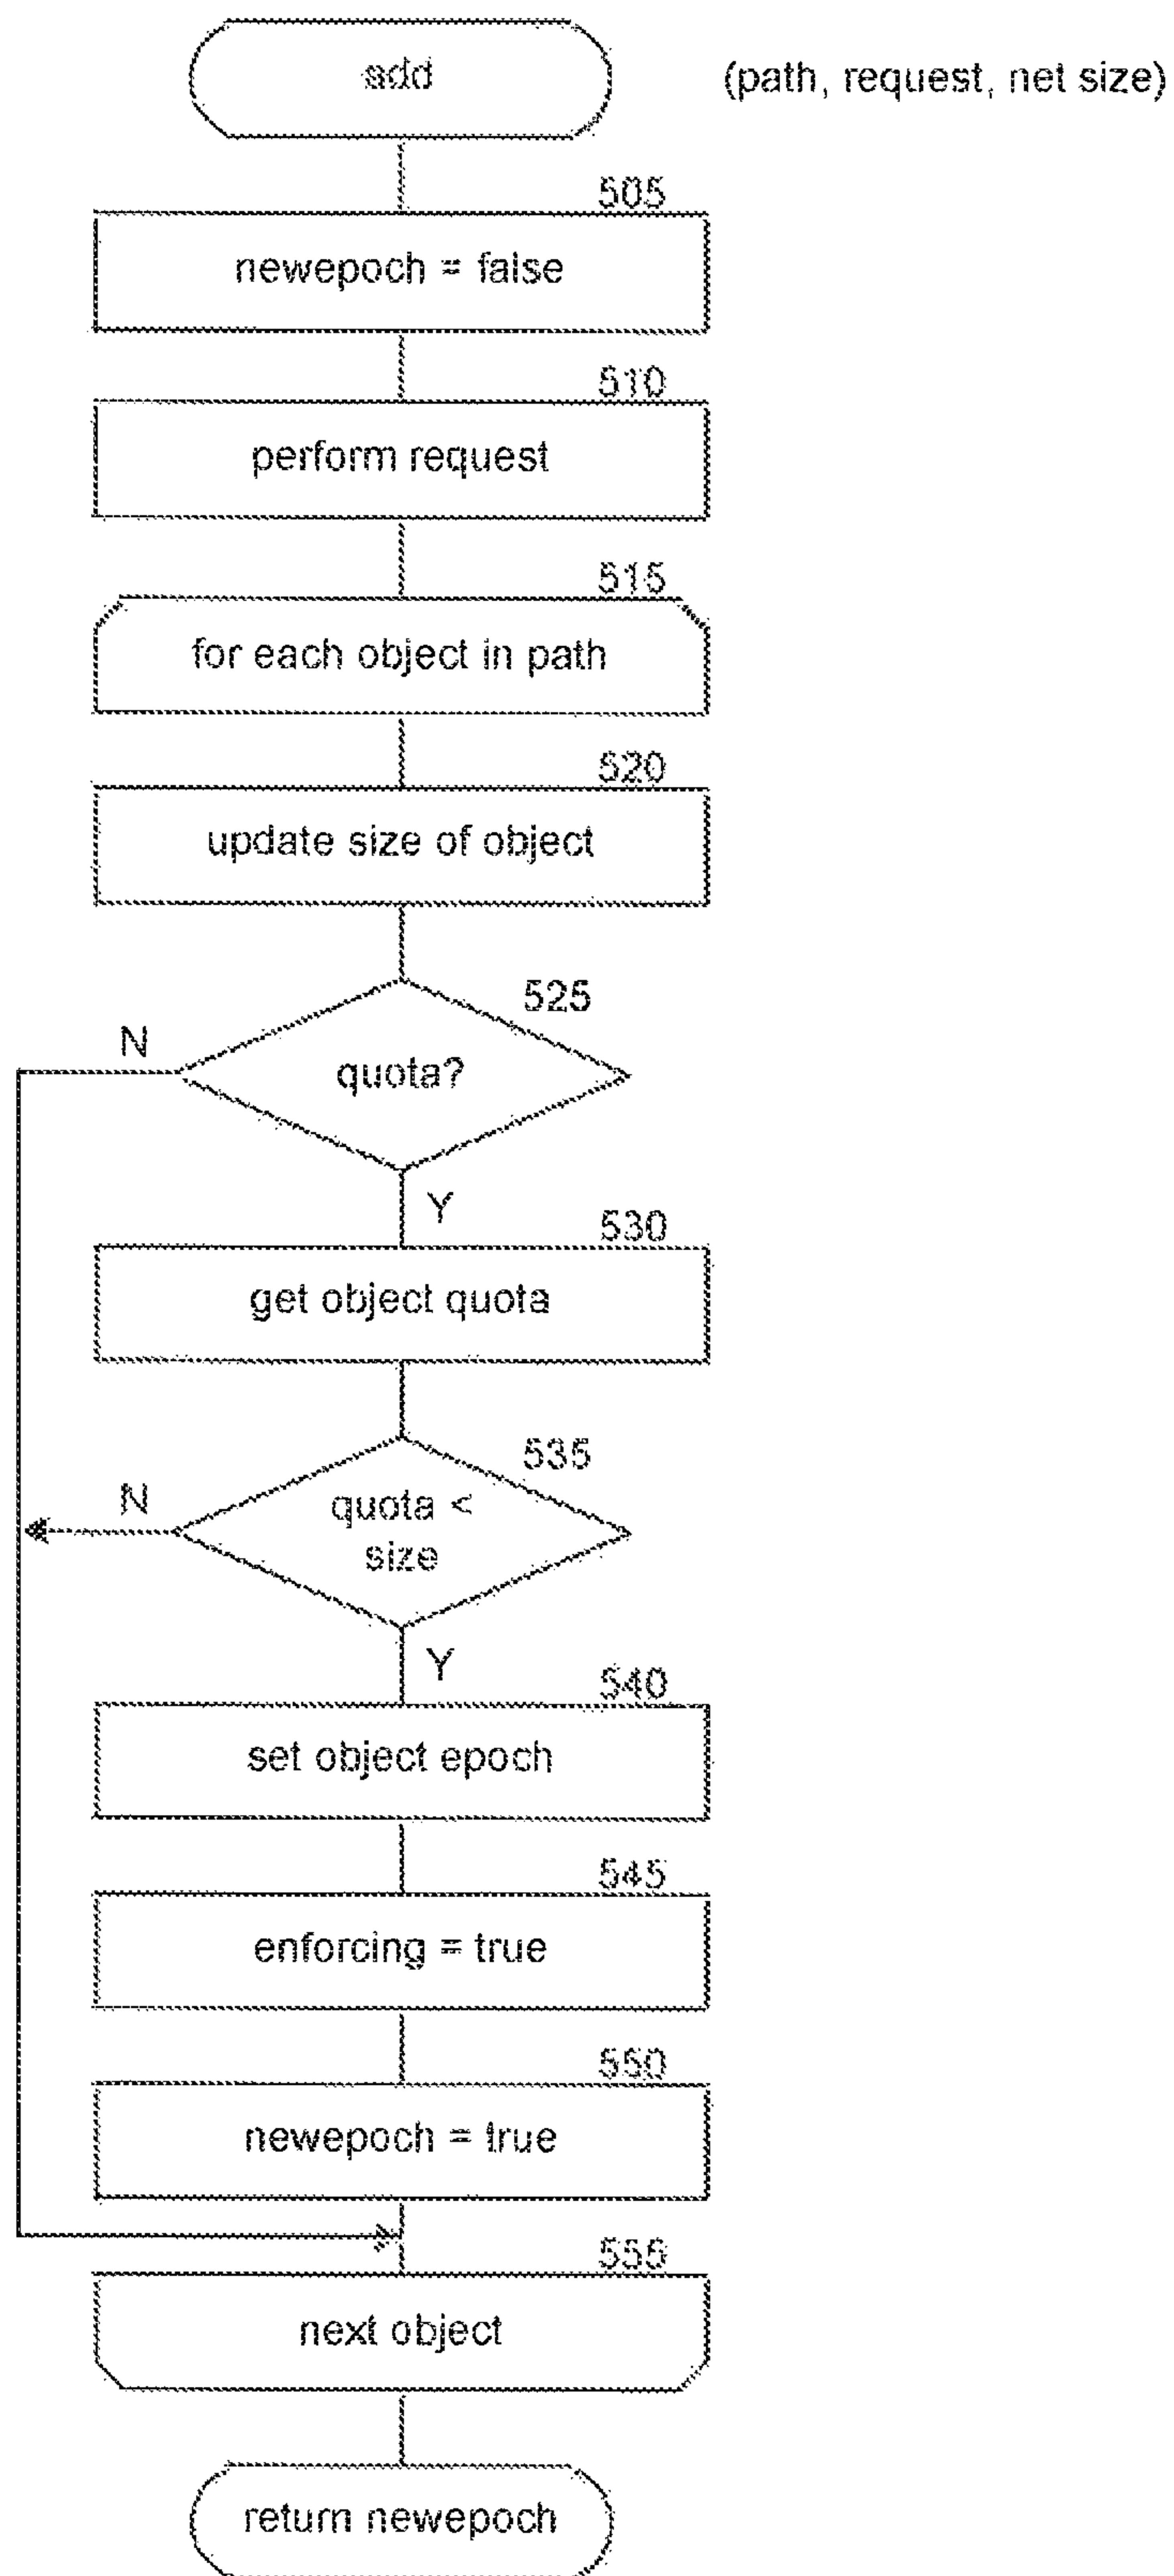 add
(path, request, net size)
505
newepoch = false
510
perform request
515
for each object in path
520
update size of object
525
N
quota?
Y
530
get object quota
535
N
quota <
size
Y
540
set object epoch
545
enforcing = true
550
newepoch = true
555
next object
return newepoch